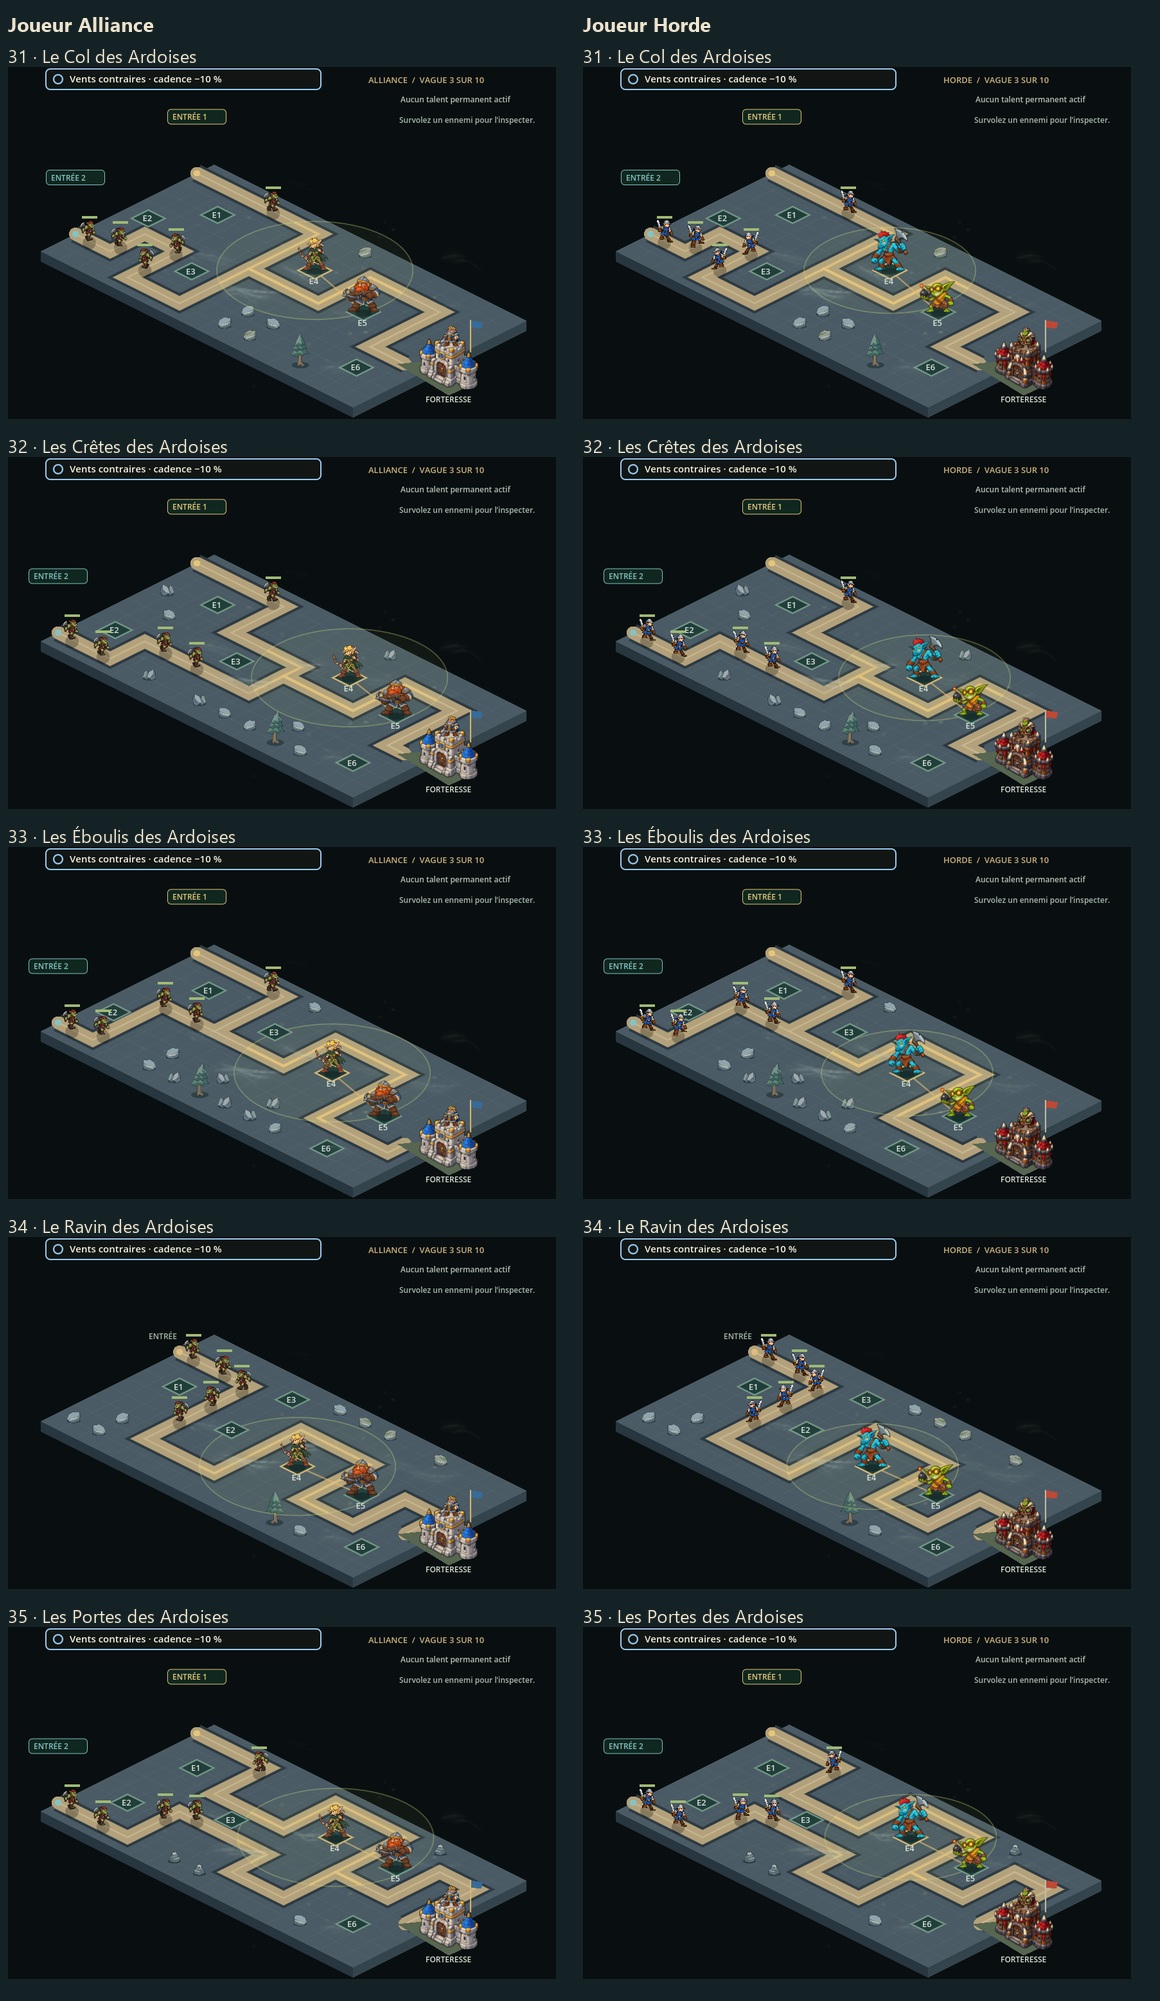 Joueur Alliance
Joueur Horde
31 · Le Col des Ardoises
31 · Le Col des Ardoises
Vents contraires · cadence −10 %
ALLIANCE / VAGUE 3 SUR 10
Aucun talent permanent actif
Survolez un ennemi pour l'inspecter.
ENTRÉE 1
ENTRÉE 2
E2
E1
E3
E4
E5
E6
FORTERESSE
Vents contraires · cadence −10 %
HORDE / VAGUE 3 SUR 10
Aucun talent permanent actif
Survolez un ennemi pour l'inspecter.
ENTRÉE 1
ENTRÉE 2
E2
E1
E3
E4
E5
E6
FORTERESSE
32 · Les Crêtes des Ardoises
32 · Les Crêtes des Ardoises
Vents contraires · cadence −10 %
ALLIANCE / VAGUE 3 SUR 10
Aucun talent permanent actif
Survolez un ennemi pour l'inspecter.
ENTRÉE 1
ENTRÉE 2
E1
E2
E3
E4
E5
E6
FORTERESSE
Vents contraires · cadence −10 %
HORDE / VAGUE 3 SUR 10
Aucun talent permanent actif
Survolez un ennemi pour l'inspecter.
ENTRÉE 1
ENTRÉE 2
E1
E2
E3
E4
E5
E6
FORTERESSE
33 · Les Éboulis des Ardoises
33 · Les Éboulis des Ardoises
Vents contraires · cadence −10 %
ALLIANCE / VAGUE 3 SUR 10
Aucun talent permanent actif
Survolez un ennemi pour l'inspecter.
ENTRÉE 1
ENTRÉE 2
E1
E2
E3
E4
E5
E6
FORTERESSE
Vents contraires · cadence −10 %
HORDE / VAGUE 3 SUR 10
Aucun talent permanent actif
Survolez un ennemi pour l'inspecter.
ENTRÉE 1
ENTRÉE 2
E1
E2
E3
E4
E5
E6
FORTERESSE
34 · Le Ravin des Ardoises
34 · Le Ravin des Ardoises
Vents contraires · cadence −10 %
ALLIANCE / VAGUE 3 SUR 10
Aucun talent permanent actif
Survolez un ennemi pour l'inspecter.
ENTRÉE
E1
E3
E2
E4
E5
E6
FORTERESSE
Vents contraires · cadence −10 %
HORDE / VAGUE 3 SUR 10
Aucun talent permanent actif
Survolez un ennemi pour l'inspecter.
ENTRÉE
E1
E3
E2
E4
E5
E6
FORTERESSE
35 · Les Portes des Ardoises
35 · Les Portes des Ardoises
Vents contraires · cadence −10 %
ALLIANCE / VAGUE 3 SUR 10
Aucun talent permanent actif
Survolez un ennemi pour l'inspecter.
ENTRÉE 1
ENTRÉE 2
E1
E2
E3
E4
E5
E6
FORTERESSE
Vents contraires · cadence −10 %
HORDE / VAGUE 3 SUR 10
Aucun talent permanent actif
Survolez un ennemi pour l'inspecter.
ENTRÉE 1
ENTRÉE 2
E1
E2
E3
E4
E5
E6
FORTERESSE